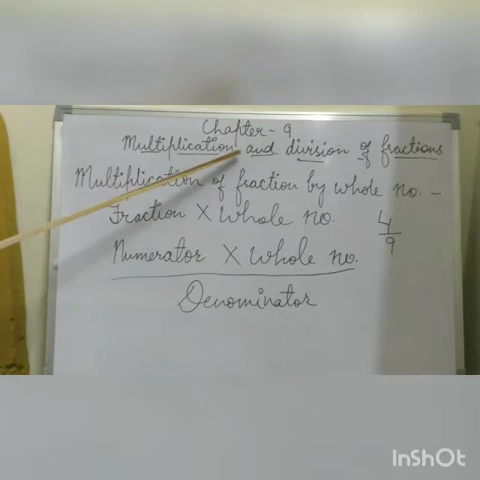 Chapter - 9
Multiplication and division of fractions
Multiplication of fraction by whole no. -
Fraction X Whole no.
4
9
Numerator X Whole no.
Denominator
InShOt